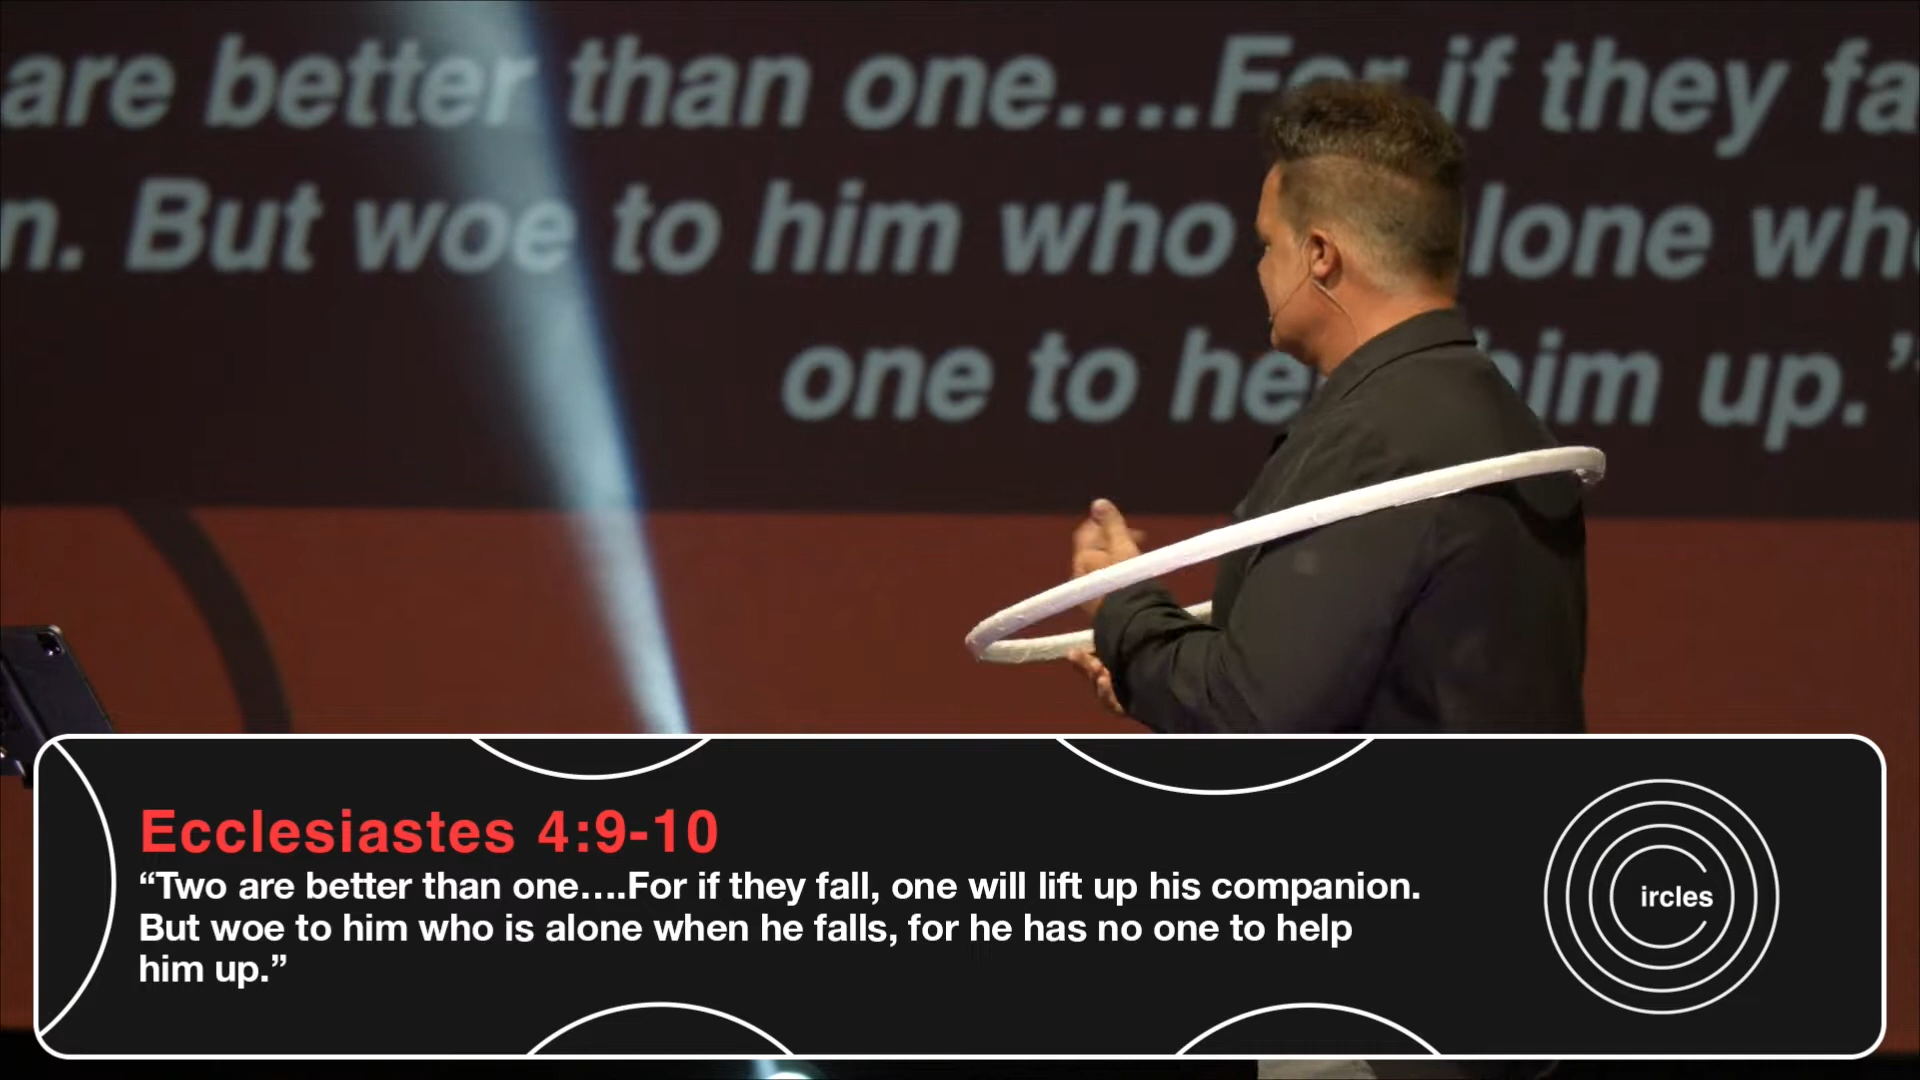 are better than one....For if they fa
n. But woe to him who lone wh
one to he him up.”
Ecclesiastes 4:9-10
“Two are better than one....For if they fall, one will lift up his companion.
But woe to him who is alone when he falls, for he has no one to help
him up.”
ircles